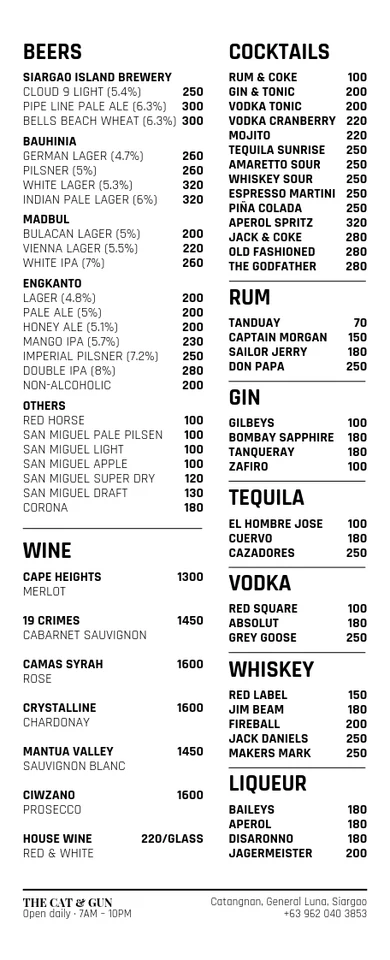 BEERS
SIARGAO ISLAND BREWERY
CLOUD 9 LIGHT (5.4%) 250
PIPE LINE PALE ALE (6.3%) 300
BELLS BEACH WHEAT (6.3%) 300
BAUHINIA
GERMAN LAGER (4.7%) 260
PILSNER (5%) 260
WHITE LAGER (5.3%) 320
INDIAN PALE LAGER (6%) 320
MADBUL
BULACAN LAGER (5%) 200
VIENNA LAGER (5.5%) 220
WHITE IPA (7%) 260
ENGKANTO
LAGER (4.8%) 200
PALE ALE (5%) 200
HONEY ALE (5.1%) 200
MANGO IPA (5.7%) 230
IMPERIAL PILSNER (7.2%) 250
DOUBLE IPA (8%) 280
NON-ALCOHOLIC 200
OTHERS
RED HORSE 100
SAN MIGUEL PALE PILSEN 100
SAN MIGUEL LIGHT 100
SAN MIGUEL APPLE 100
SAN MIGUEL SUPER DRY 120
SAN MIGUEL DRAFT 130
CORONA 180
WINE
CAPE HEIGHTS 1300
MERLOT
19 CRIMES 1450
CABARNET SAUVIGNON
CAMAS SYRAH 1600
ROSE
CRYSTALLINE 1600
CHARDONAY
MANTUA VALLEY 1450
SAUVIGNON BLANC
CIWZANO 1600
PROSECCO
HOUSE WINE 220/GLASS
RED & WHITE
COCKTAILS
RUM & COKE 100
GIN & TONIC 200
VODKA TONIC 200
VODKA CRANBERRY 220
MOJITO 220
TEQUILA SUNRISE 250
AMARETTO SOUR 250
WHISKEY SOUR 250
ESPRESSO MARTINI 250
PIÑA COLADA 250
APEROL SPRITZ 320
JACK & COKE 280
OLD FASHIONED 280
THE GODFATHER 280
RUM
TANDUAY 70
CAPTAIN MORGAN 150
SAILOR JERRY 180
DON PAPA 250
GIN
GILBEYS 100
BOMBAY SAPPHIRE 180
TANQUERAY 180
ZAFIRO 100
TEQUILA
EL HOMBRE JOSE 100
CUERVO 180
CAZADORES 250
VODKA
RED SQUARE 100
ABSOLUT 180
GREY GOOSE 250
WHISKEY
RED LABEL 150
JIM BEAM 180
FIREBALL 200
JACK DANIELS 250
MAKERS MARK 250
LIQUEUR
BAILEYS 180
APEROL 180
DISARONNO 180
JAGERMEISTER 200
THE CAT & GUN
Open daily · 7AM – 10PM
Catangnan, General Luna, Siargao
+63 962 040 3853